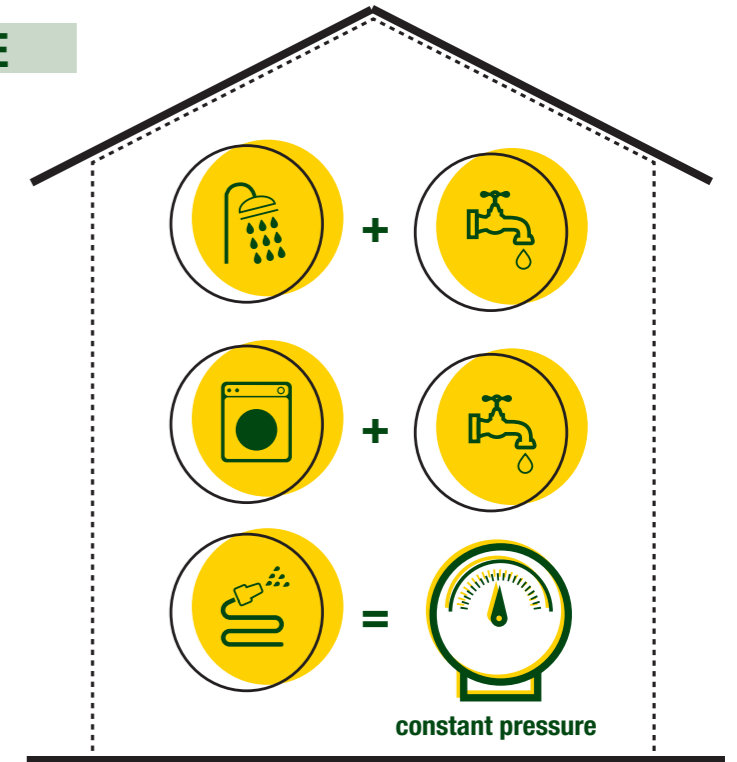 E
+
+
=
constant pressure